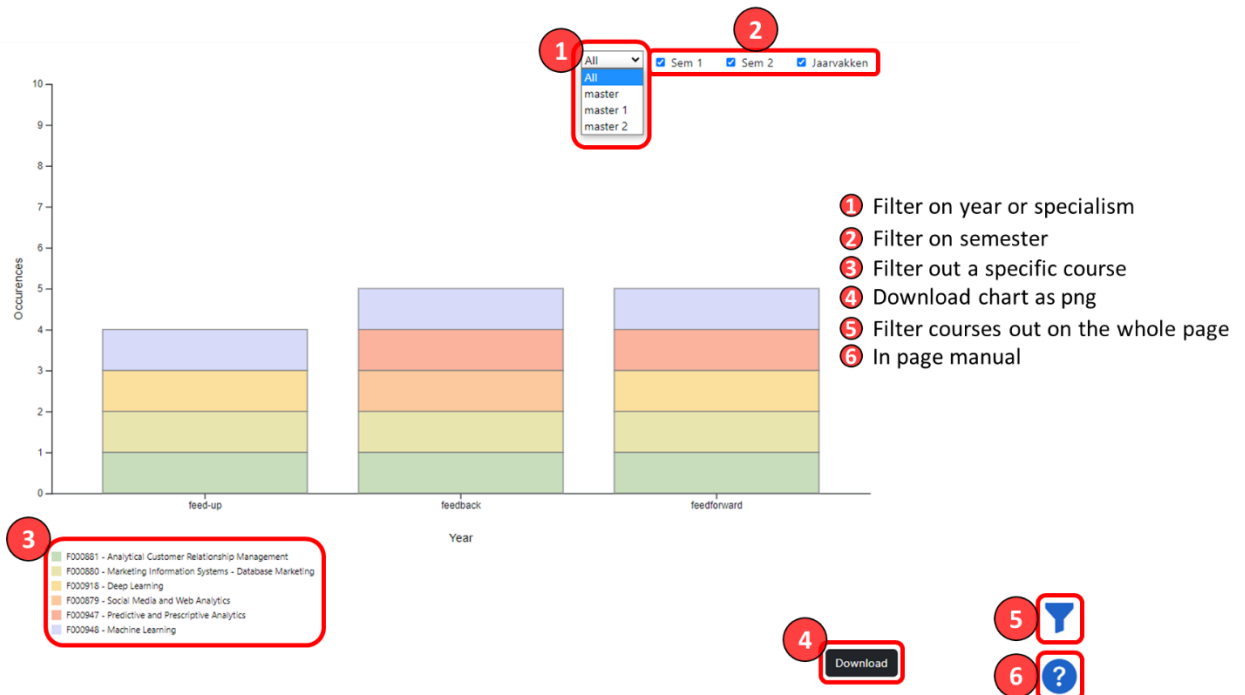 2
1
All
Sem 1
Sem 2
Jaarvakken
All
master
master 1
master 2
10
9
8
7
6
5
4
3
2
1
0
Occurences
feed-up
feedback
feedforward
Year
1 Filter on year or specialism
2 Filter on semester
3 Filter out a specific course
4 Download chart as png
5 Filter courses out on the whole page
6 In page manual
3
F000881 - Analytical Customer Relationship Management
F000880 - Marketing Information Systems - Database Marketing
F000918 - Deep Learning
F000879 - Social Media and Web Analytics
F000947 - Predictive and Prescriptive Analytics
F000948 - Machine Learning
4
Download
5
6
?